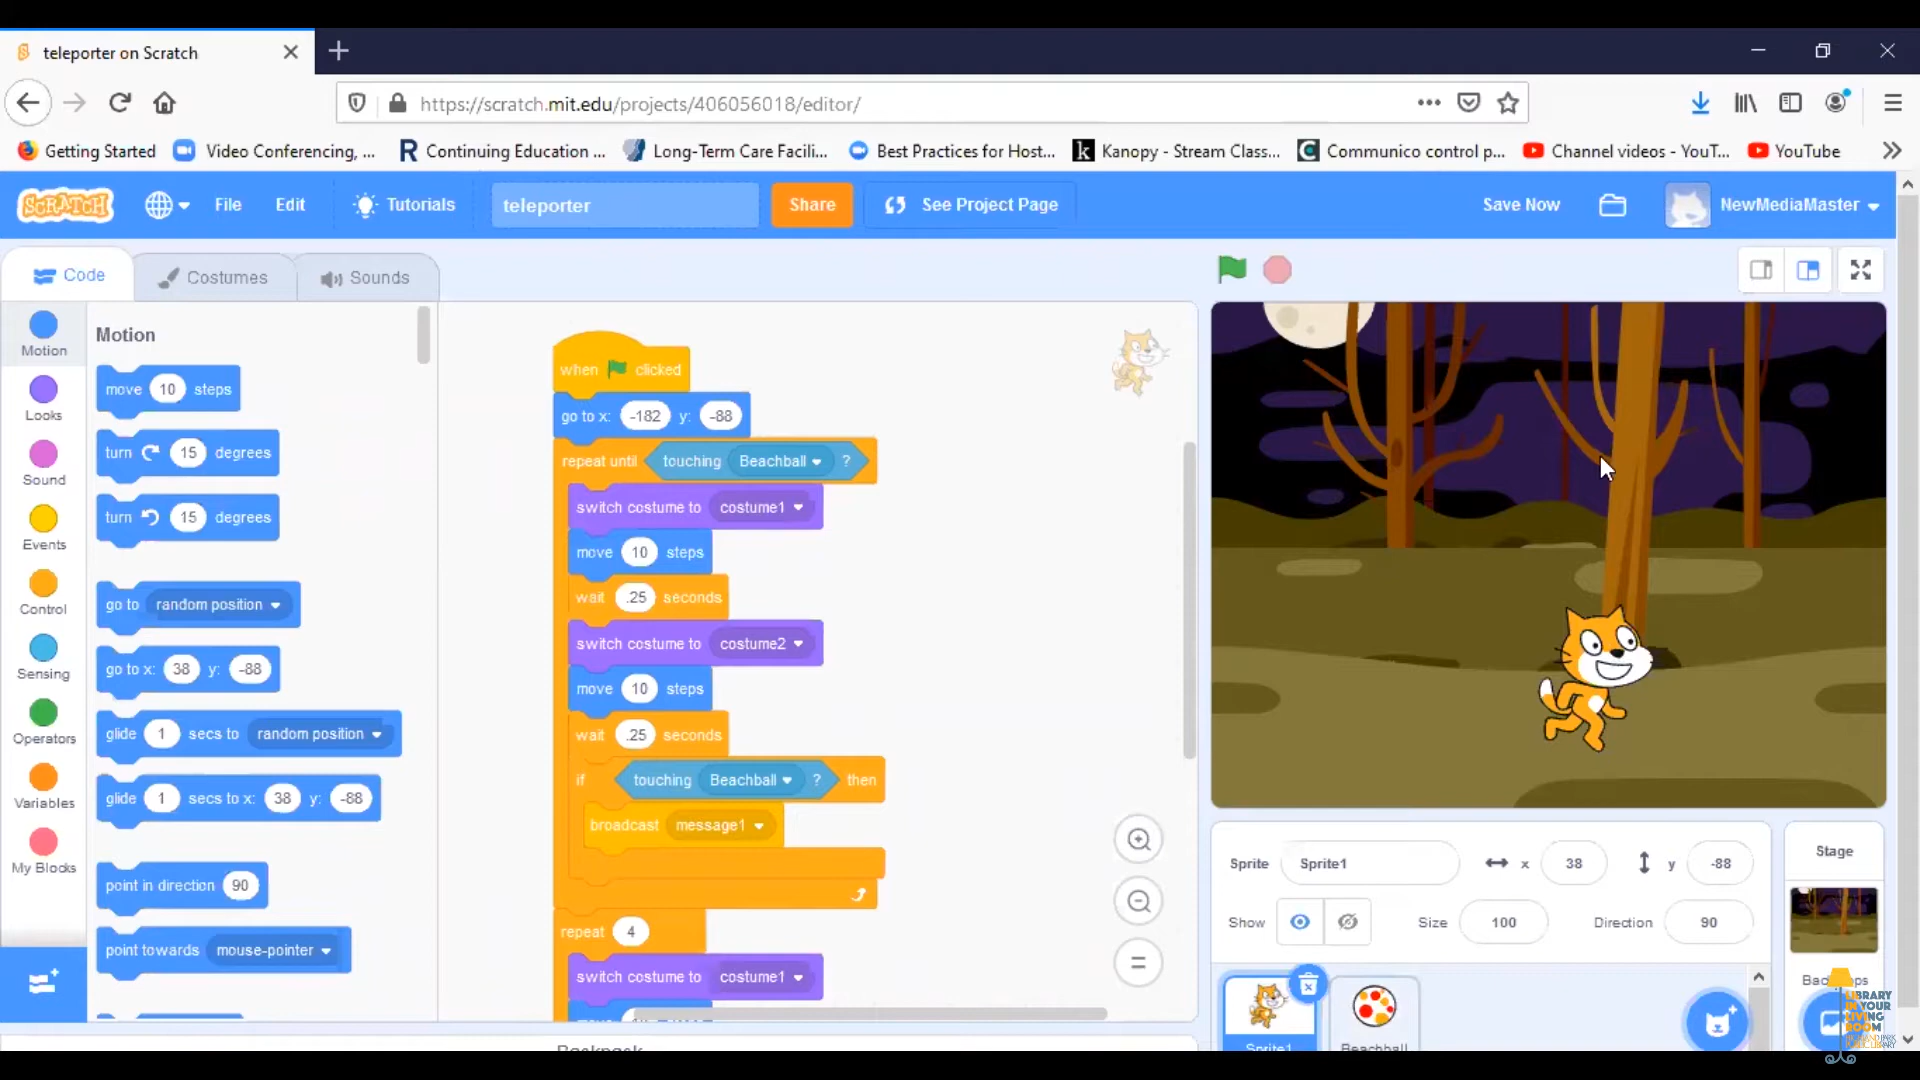 teleporter on Scratch
https://scratch.mit.edu/projects/406056018/editor/
Getting Started Video Conferencing, ... Continuing Education ... Long-Term Care Facili... Best Practices for Host... Kanopy - Stream Class... Communico control p... Channel videos - YouT... YouTube
SCRATCH File Edit Tutorials teleporter Share See Project Page Save Now NewMediaMaster
Code Costumes Sounds
Motion
Looks
Sound
Events
Control
Sensing
Operators
Variables
My Blocks
Motion
move 10 steps
turn 15 degrees
turn 15 degrees
go to random position
go to x: 38 y: -88
glide 1 secs to random position
glide 1 secs to x: 38 y: -88
point in direction 90
point towards mouse-pointer
when clicked
go to x: -182 y: -88
repeat until touching Beachball ?
switch costume to costume1
move 10 steps
wait .25 seconds
switch costume to costume2
move 10 steps
wait .25 seconds
if touching Beachball ? then
broadcast message1
repeat 4
switch costume to costume1
Sprite Sprite1 x 38 y -88
Show Size 100 Direction 90
Sprite1 Beachball
Stage
LIBRARY
IN YOUR
LIVING
ROOM